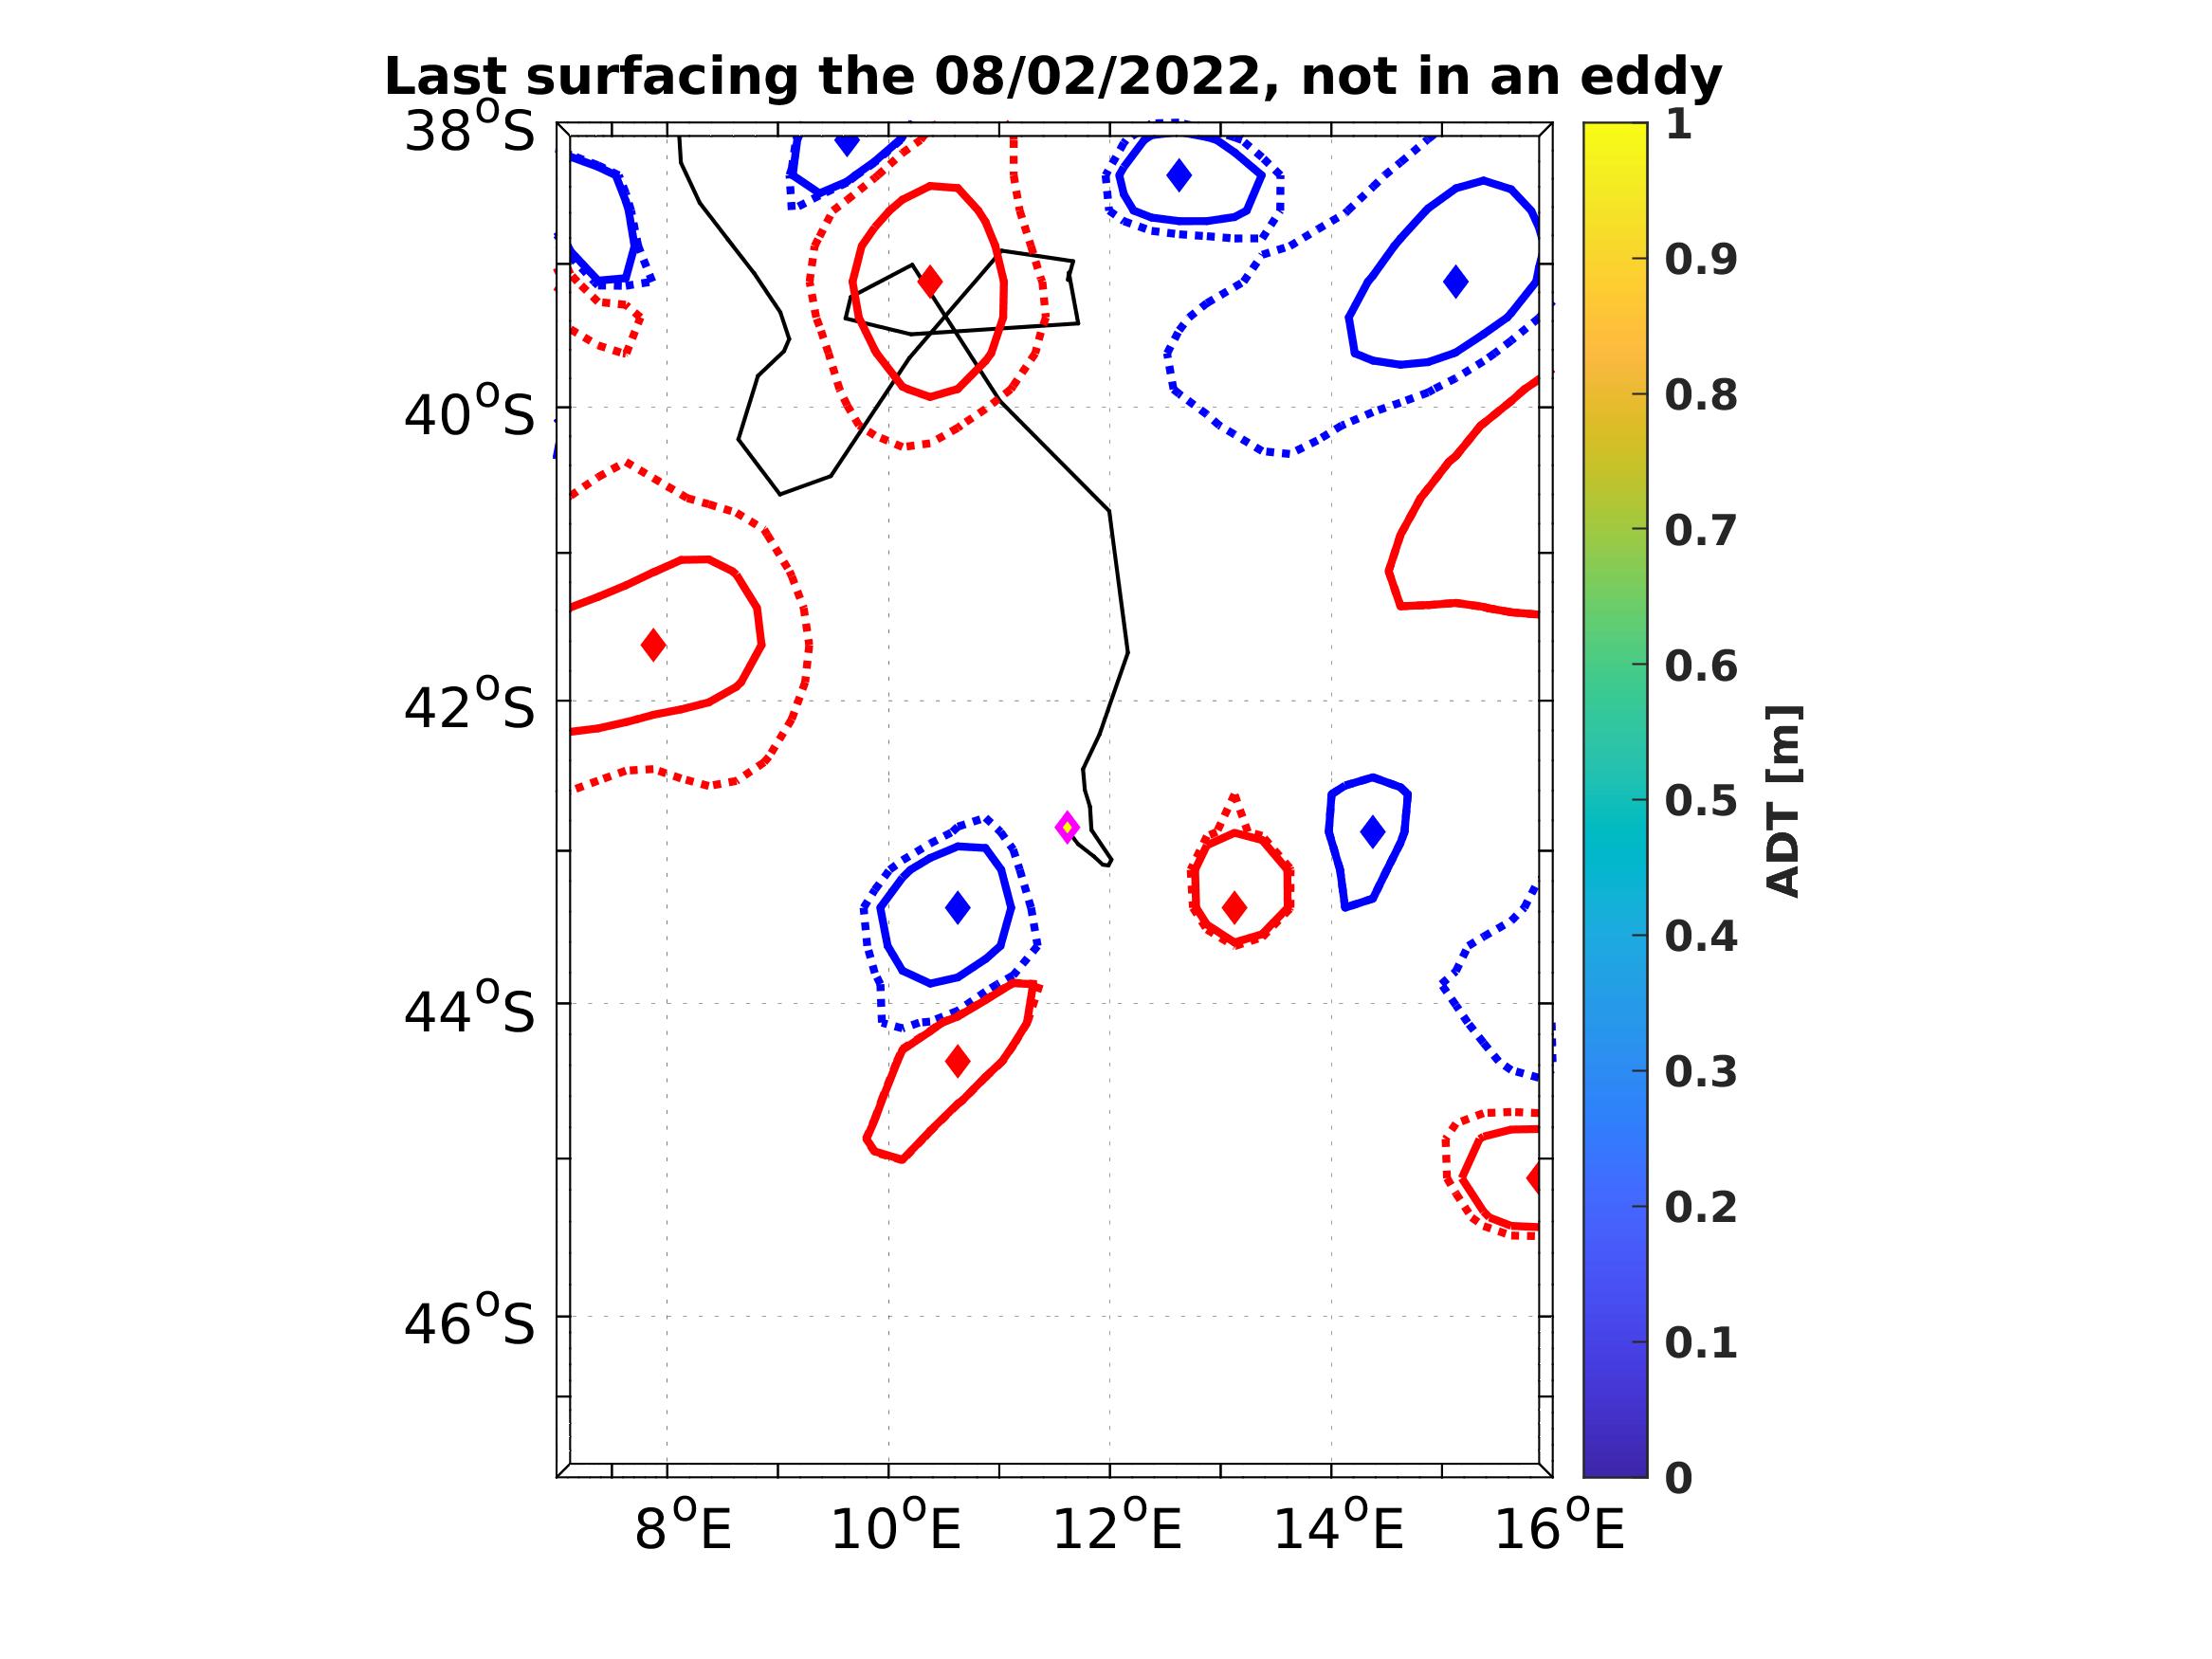 Last surfacing the 08/02/2022, not in an eddy
38°S
40°S
42°S
44°S
46°S
8°E
10°E
12°E
14°E
16°E
1
0.9
0.8
0.7
0.6
0.5
0.4
0.3
0.2
0.1
0
ADT [m]